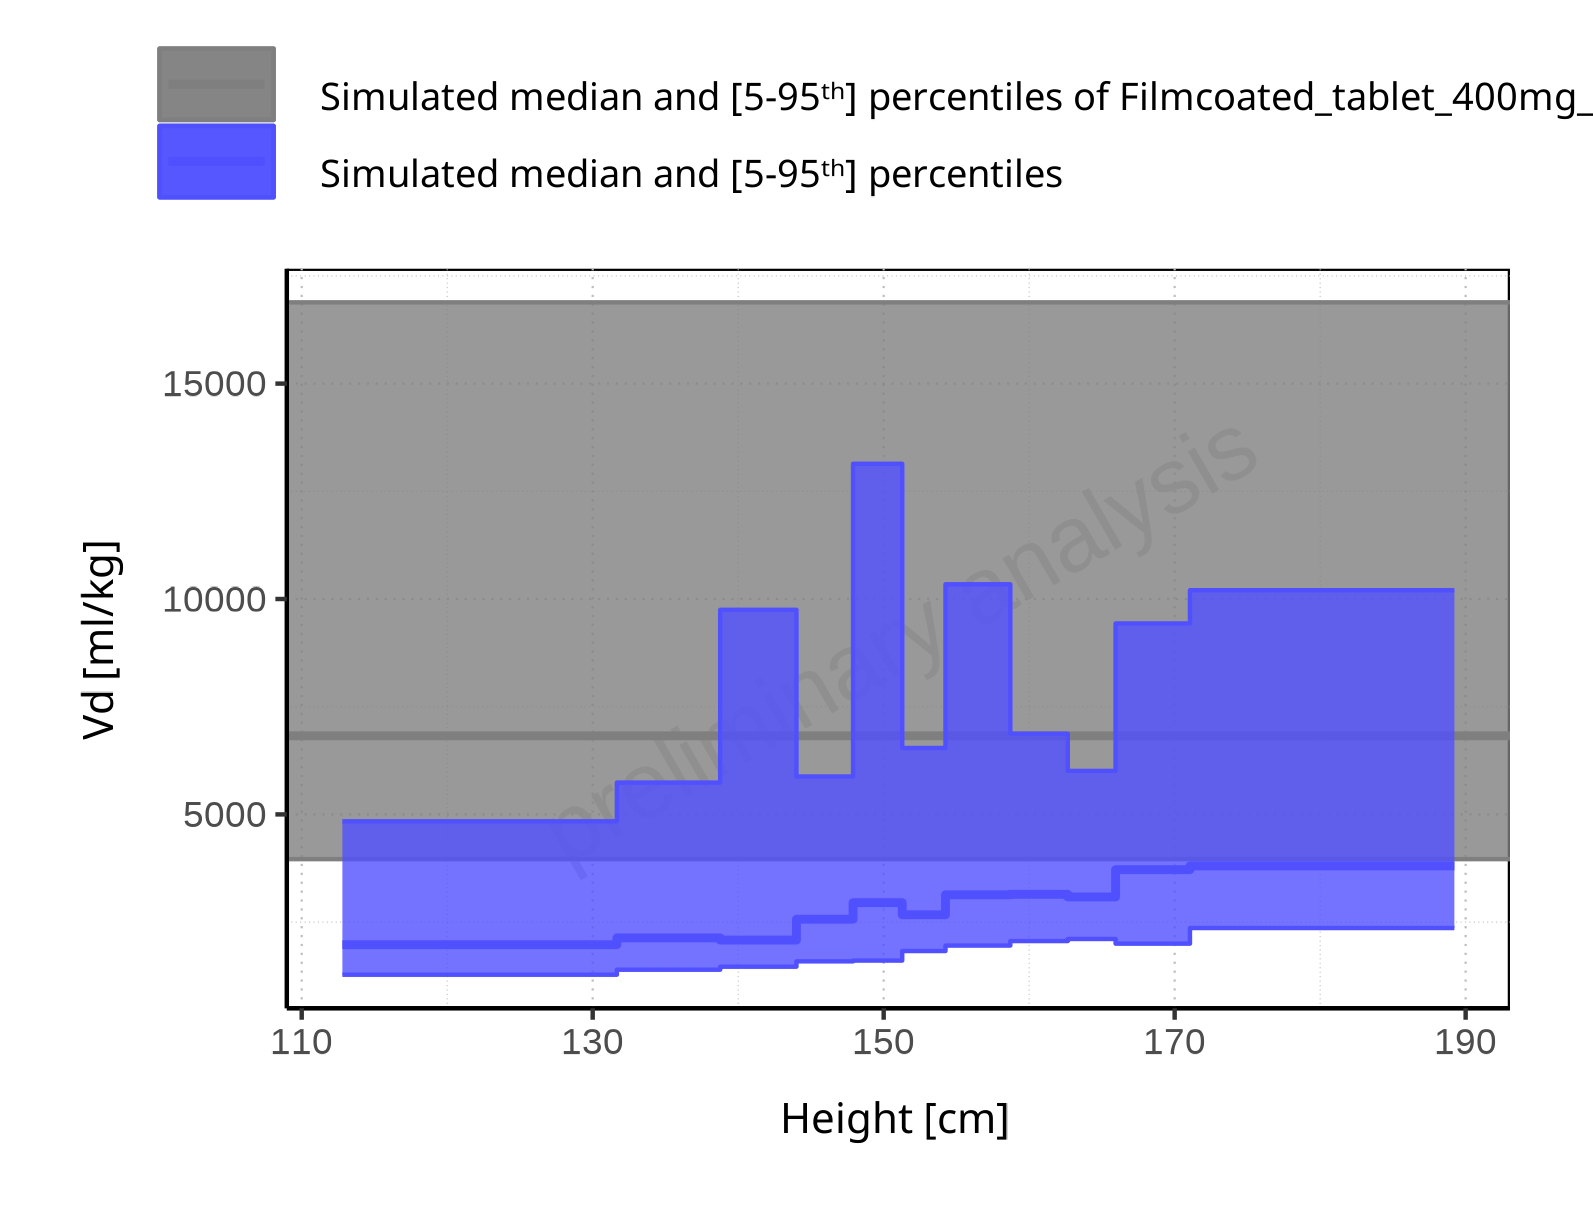 Simulated median and [5-95ᵗʰ] percentiles of Filmcoated_tablet_400mg_
Simulated median and [5-95ᵗʰ] percentiles
15000
10000
5000
Vd [ml/kg]
preliminary analysis
110 130 150 170 190
Height [cm]